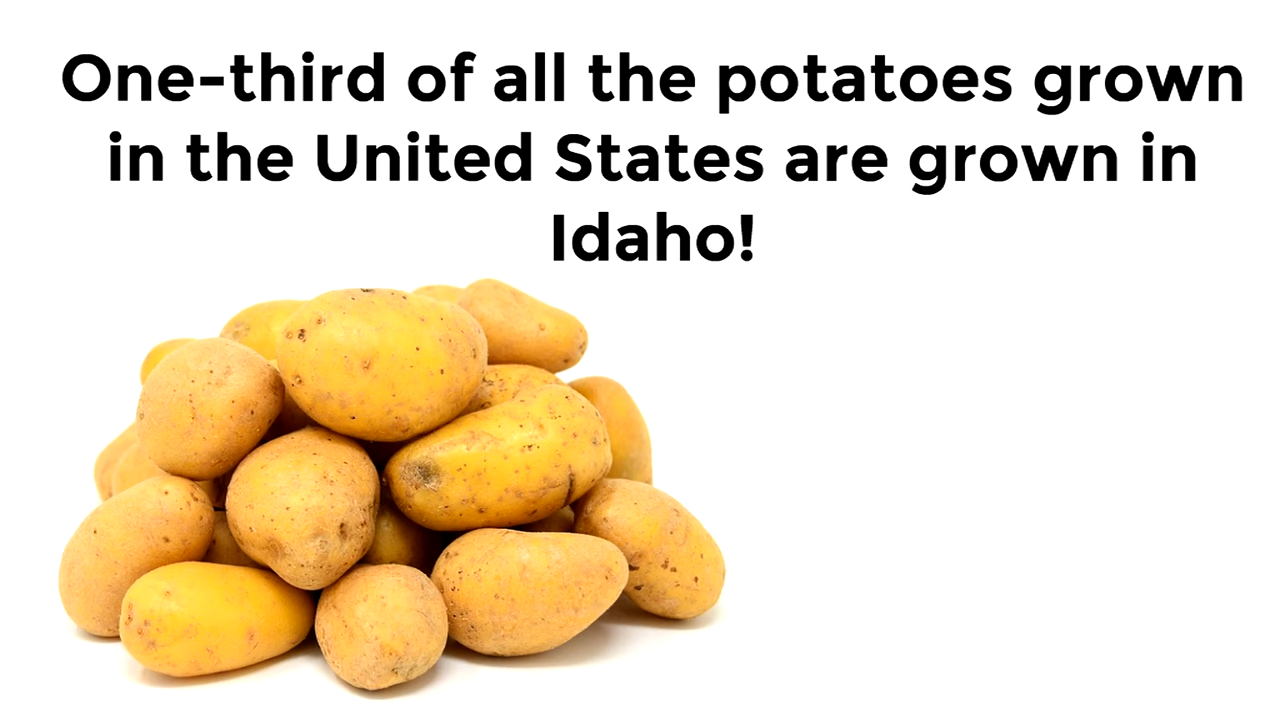 One-third of all the potatoes grown
in the United States are grown in
Idaho!